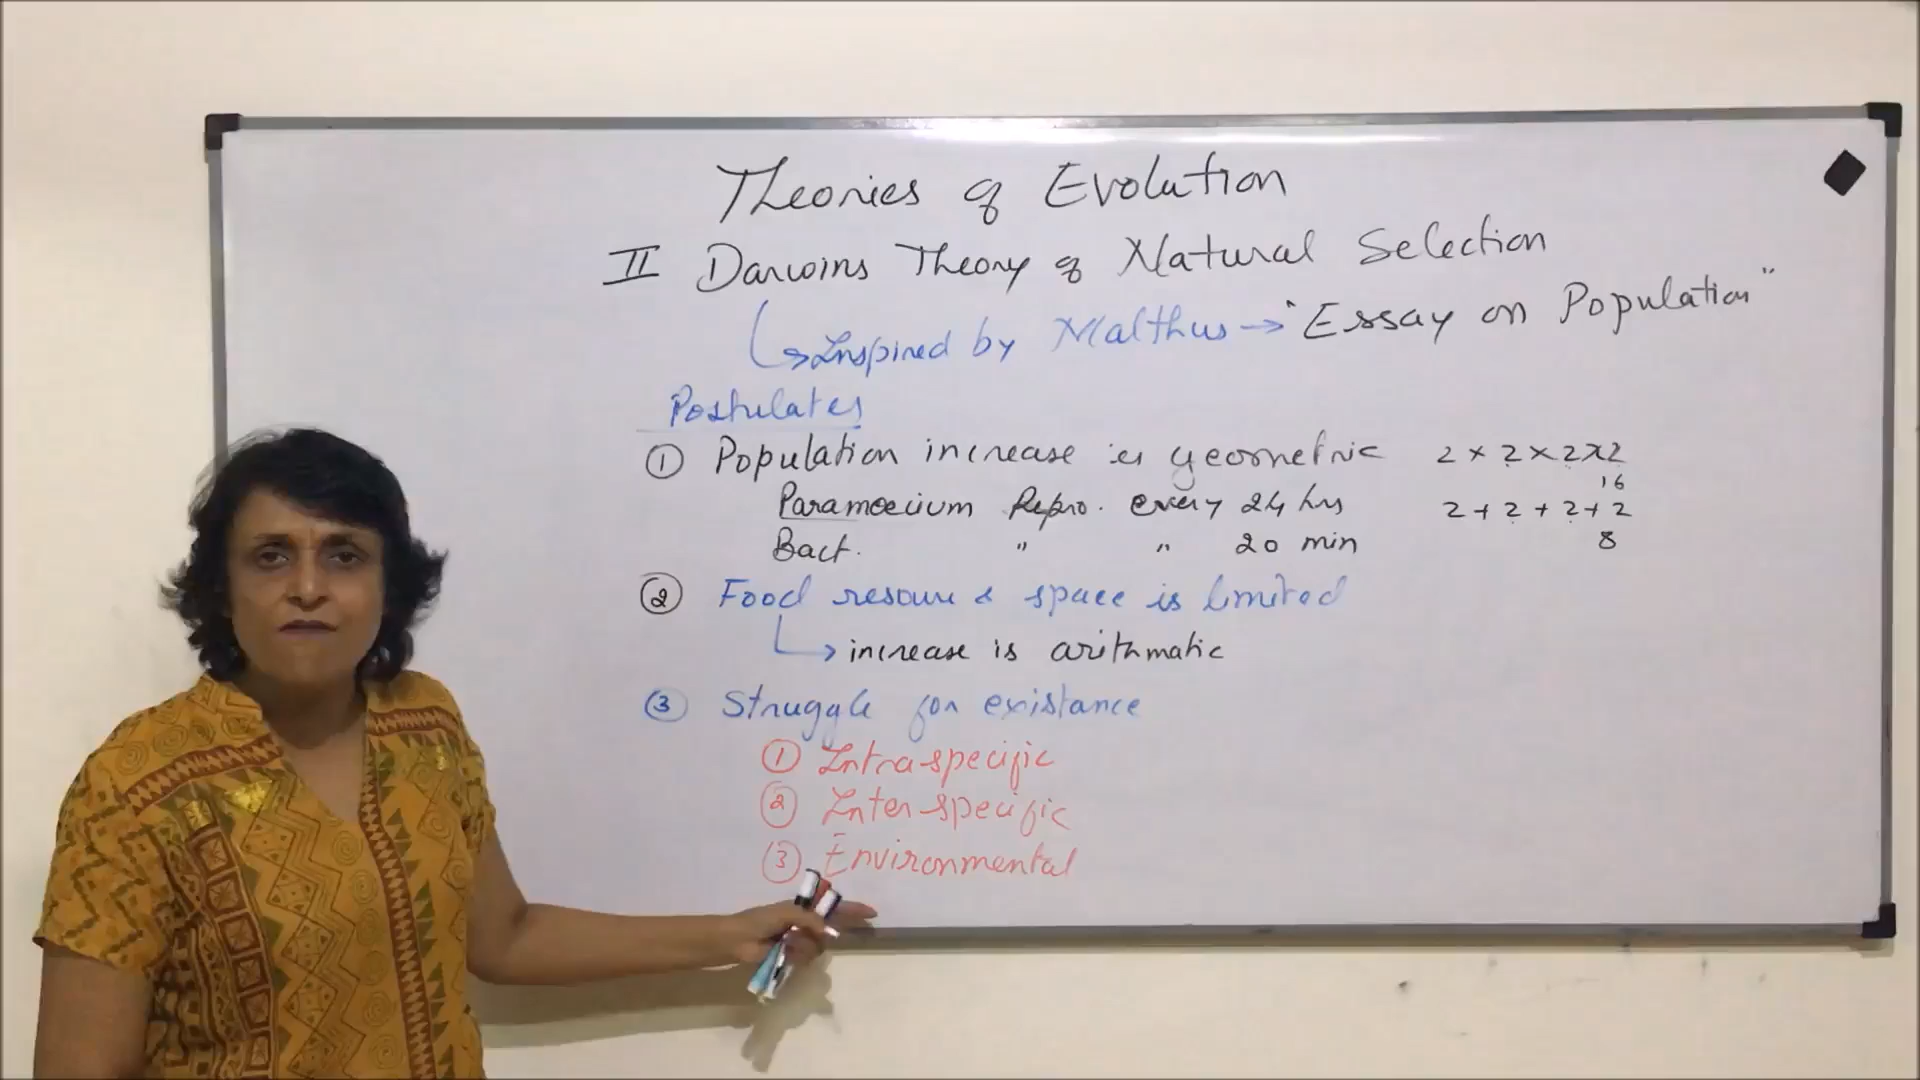 Theories of Evolution
II Darwins Theory of Natural Selection
Inspired by Malthus → "Essay on Population"
Postulates
① Population increase is geometric 2 × 2 × 2 × 2
16
Paramoecium Repro. every 24 hrs 2 + 2 + 2 + 2
Bact. " " 20 min 8
② Food resource & space is limited
↳ increase is arithmatic
③ Struggle for existance
① Intra specific
② Inter specific
③ Environmental